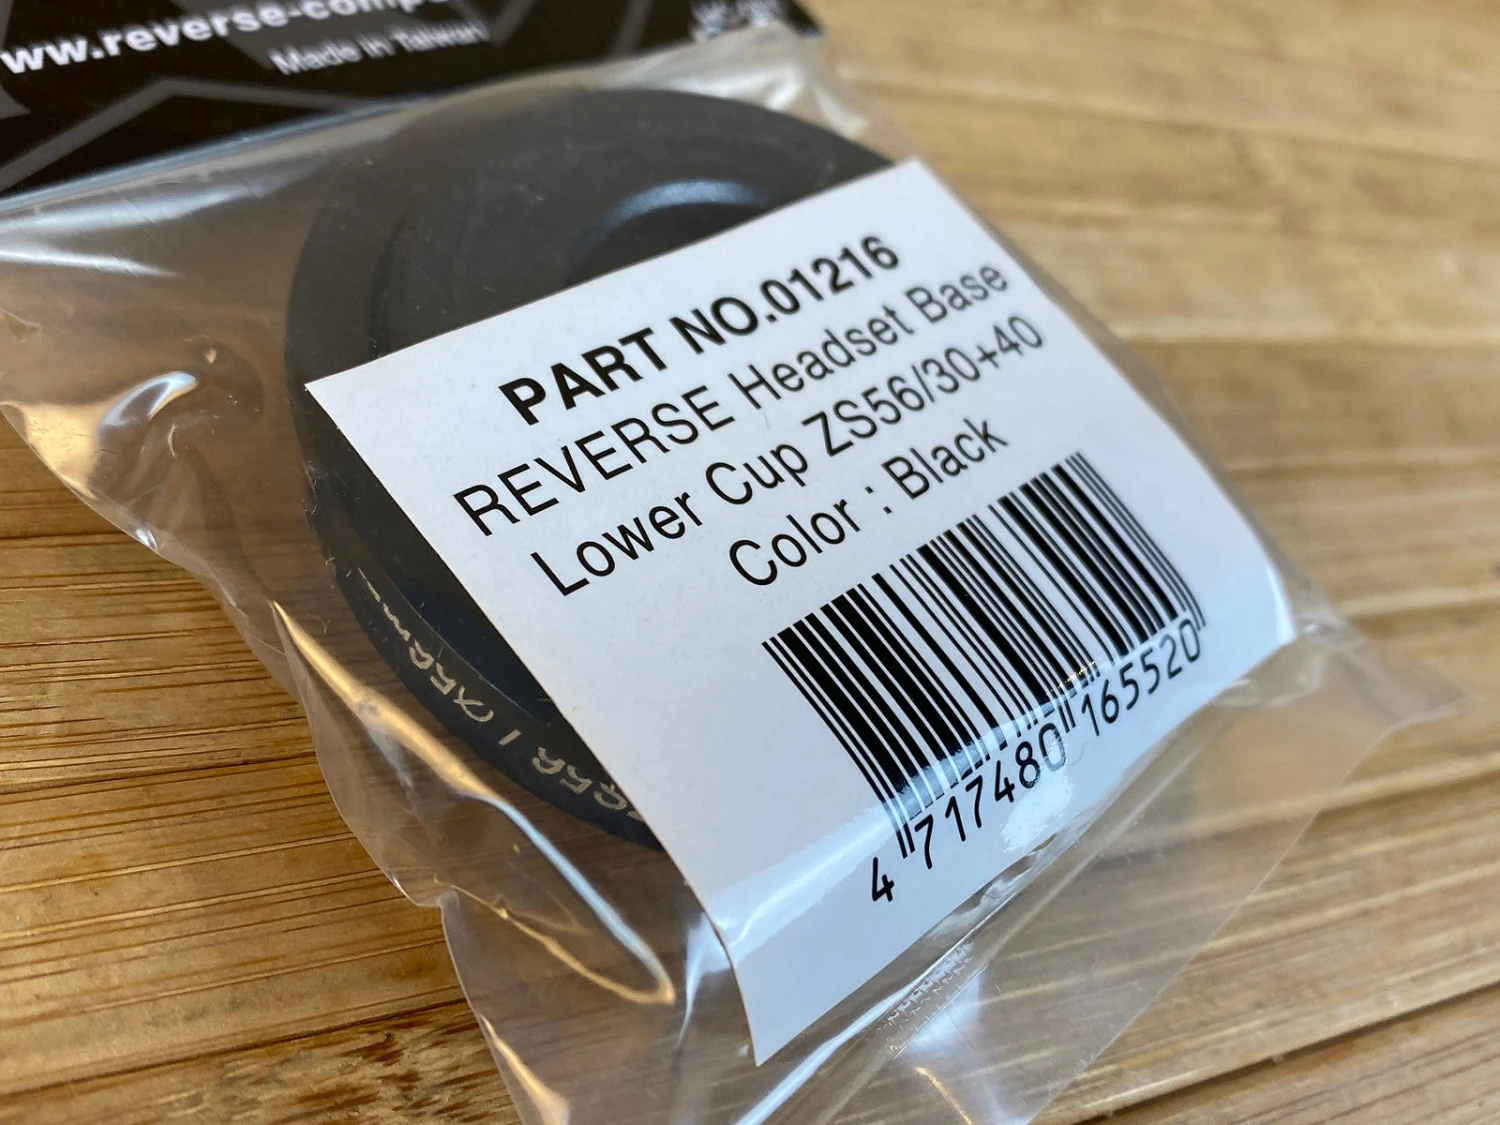 ww.reverse-comp
Made in Taiwan
PART NO.01216
REVERSE Headset Base
Lower Cup ZS56/30+40
Color : Black
4 717480 165520